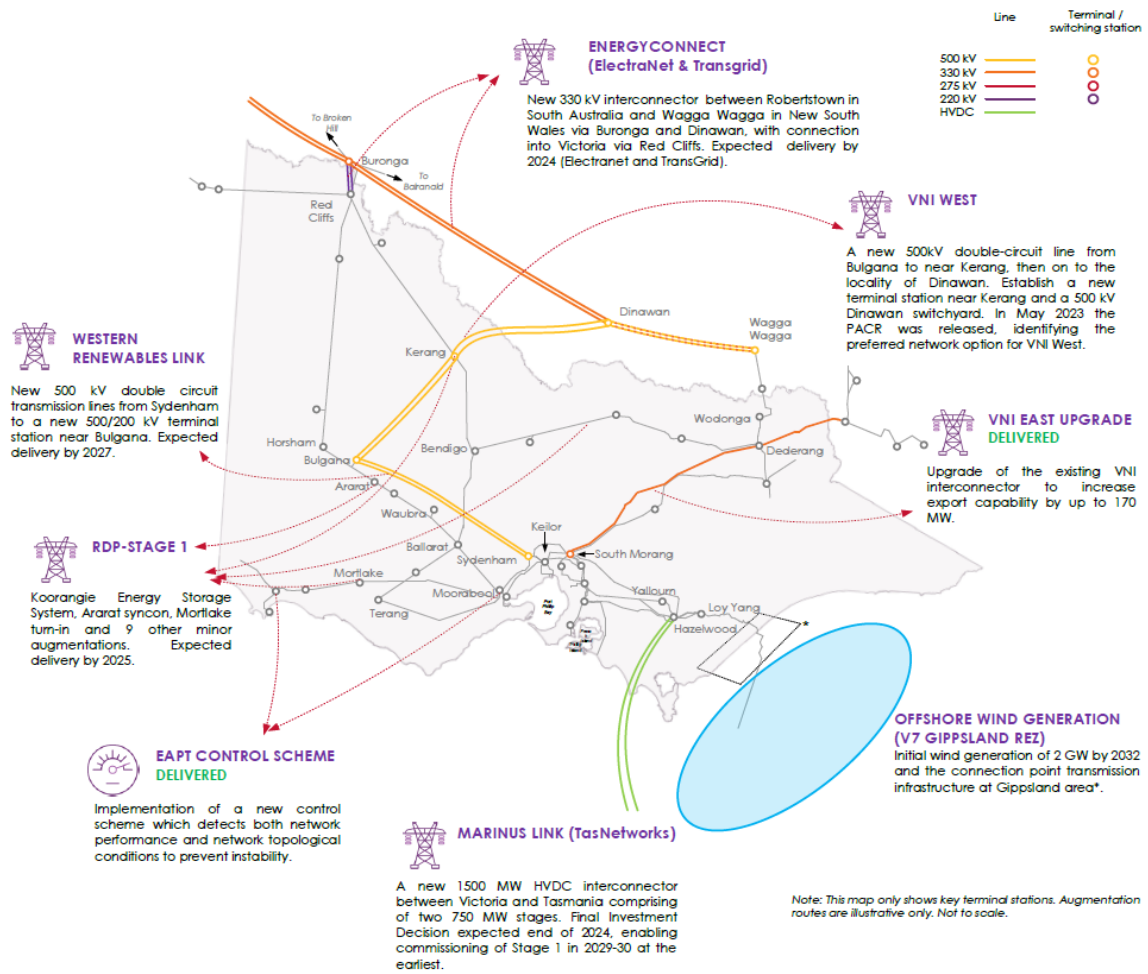 Line
Terminal /
switching station
500 kV
330 kV
275 kV
220 kV
HVDC
ENERGYCONNECT
(ElectraNet & Transgrid)
New 330 kV interconnector between Robertstown in
South Australia and Wagga Wagga in New South
Wales via Buronga and Dinawan, with connection
into Victoria via Red Cliffs. Expected delivery by
2024 (Electranet and TransGrid).
To Broken
Hill
Buronga
To
Balranald
Red
Cliffs
VNI WEST
A new 500kV double-circuit line from
Bulgana to near Kerang, then on to the
locality of Dinawan. Establish a new
terminal station near Kerang and a 500 kV
Dinawan switchyard. In May 2023 the
PACR was released, identifying the
preferred network option for VNI West.
Dinawan
Wagga
Wagga
Kerang
WESTERN
RENEWABLES LINK
New 500 kV double circuit
transmission lines from Sydenham
to a new 500/200 kV terminal
station near Bulgana. Expected
delivery by 2027.
Wodonga
Dederang
VNI EAST UPGRADE
DELIVERED
Upgrade of the existing VNI
interconnector to increase
export capability by up to 170
MW.
Horsham
Bulgana
Bendigo
Ararat
Waubra
Ballarat
Sydenham
Keilor
South Morang
RDP-STAGE 1
Koorangie Energy Storage
System, Ararat syncon, Mortlake
turn-in and 9 other minor
augmentations. Expected
delivery by 2025.
Mortlake
Terang
Moorabool
Port
Phillip
Bay
Yallourn
Loy Yang
Hazelwood
*
OFFSHORE WIND GENERATION
(V7 GIPPSLAND REZ)
Initial wind generation of 2 GW by 2032
and the connection point transmission
infrastructure at Gippsland area*.
EAPT CONTROL SCHEME
DELIVERED
Implementation of a new control
scheme which detects both network
performance and network topological
conditions to prevent instability.
MARINUS LINK (TasNetworks)
A new 1500 MW HVDC interconnector
between Victoria and Tasmania comprising
of two 750 MW stages. Final Investment
Decision expected end of 2024, enabling
commissioning of Stage 1 in 2029-30 at the
earliest.
Note: This map only shows key terminal stations. Augmentation
routes are illustrative only. Not to scale.